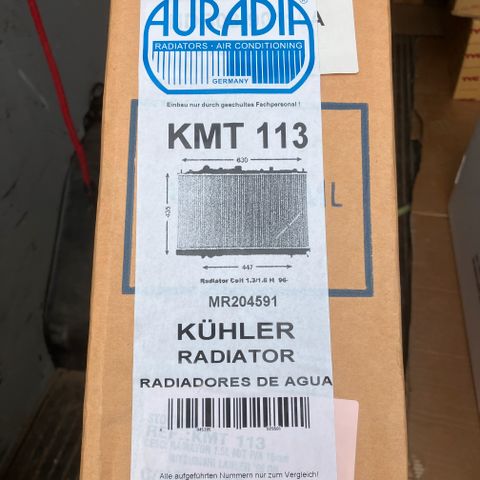 AURADIA
RADIATORS · AIR CONDITIONING
GERMANY
Einbau nur durch geschultes Fachpersonal !
KMT 113
630
435
447
Radiator Colt 1.3/1.6 H 96-
MR204591
KÜHLER
RADIATOR
RADIADORES DE AGUA
KMT 113
Alle aufgeführten Nummern nur zum Vergleich!